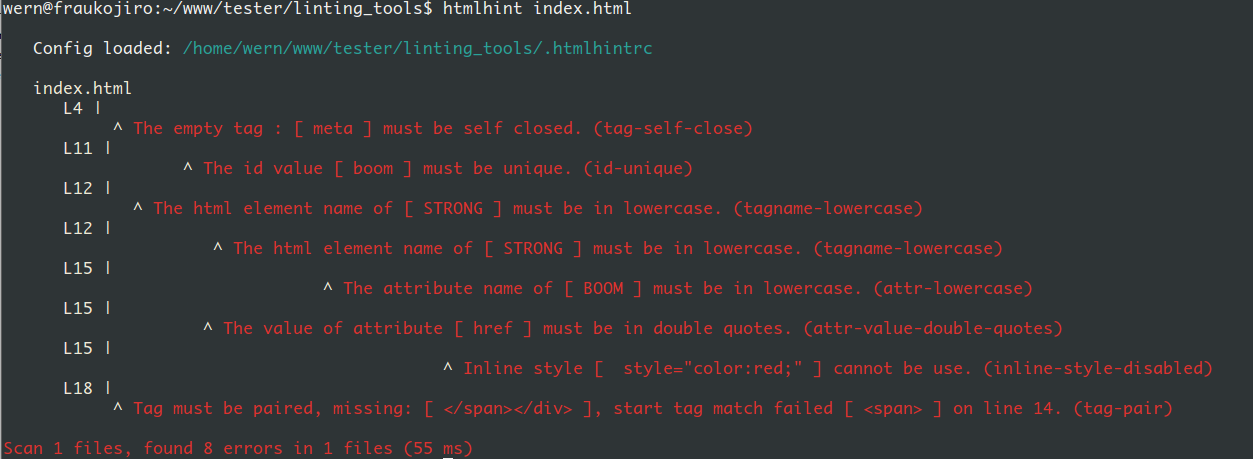 wern@fraukojiro:~/www/tester/linting_tools$ htmlhint index.html
Config loaded: /home/wern/www/tester/linting_tools/.htmlhintrc
index.html
L4 |
^ The empty tag : [ meta ] must be self closed. (tag-self-close)
L11 |
^ The id value [ boom ] must be unique. (id-unique)
L12 |
^ The html element name of [ STRONG ] must be in lowercase. (tagname-lowercase)
L12 |
^ The html element name of [ STRONG ] must be in lowercase. (tagname-lowercase)
L15 |
^ The attribute name of [ BOOM ] must be in lowercase. (attr-lowercase)
L15 |
^ The value of attribute [ href ] must be in double quotes. (attr-value-double-quotes)
L15 |
^ Inline style [  style="color:red;" ] cannot be use. (inline-style-disabled)
L18 |
^ Tag must be paired, missing: [ </span></div> ], start tag match failed [ <span> ] on line 14. (tag-pair)
Scan 1 files, found 8 errors in 1 files (55 ms)